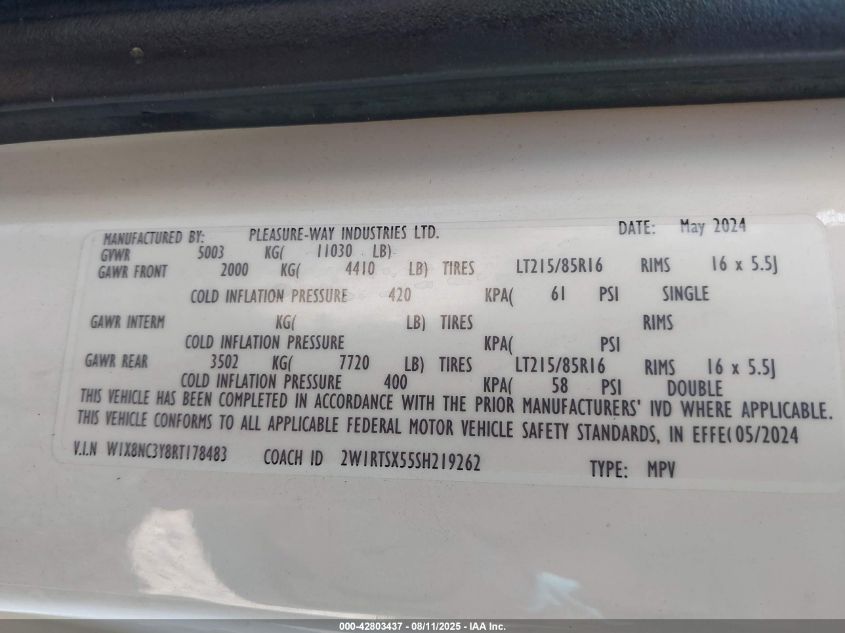 MANUFACTURED BY: PLEASURE-WAY INDUSTRIES LTD. DATE: May 2024
GVWR 5003 KG( 11030 LB)
GAWR FRONT 2000 KG( 4410 LB) TIRES LT215/85R16 RIMS 16 x 5.5J
COLD INFLATION PRESSURE 420 KPA( 61 PSI SINGLE
GAWR INTERM KG( LB) TIRES RIMS
COLD INFLATION PRESSURE KPA( PSI
GAWR REAR 3502 KG( 7720 LB) TIRES LT215/85R16 RIMS 16 x 5.5J
COLD INFLATION PRESSURE 400 KPA( 58 PSI DOUBLE
THIS VEHICLE HAS BEEN COMPLETED IN ACCORDANCE WITH THE PRIOR MANUFACTURERS' IVD WHERE APPLICABLE.
THIS VEHICLE CONFORMS TO ALL APPLICABLE FEDERAL MOTOR VEHICLE SAFETY STANDARDS, IN EFFE( 05/2024
V.I.N W1X8NC3Y8RT178483 COACH ID 2W1RTSX55SH219262 TYPE: MPV
000-42803437 - 08/11/2025 - IAA Inc.